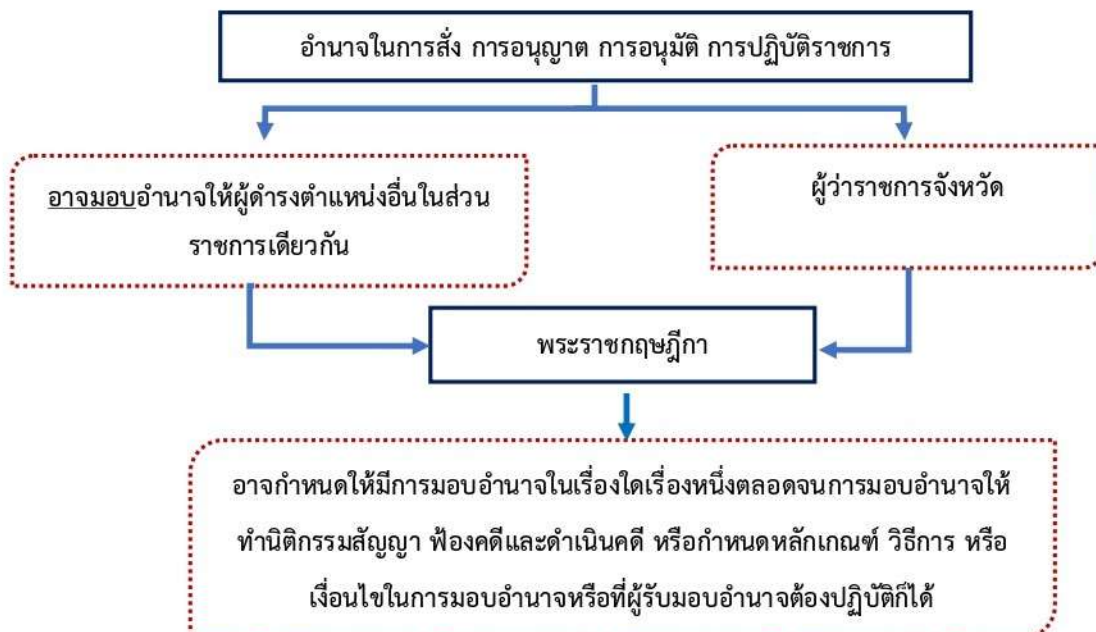 อำนาจในการสั่ง การอนุญาต การอนุมัติ การปฏิบัติราชการ
อาจมอบอำนาจให้ผู้ดำรงตำแหน่งอื่นในส่วน
ราชการเดียวกัน
ผู้ว่าราชการจังหวัด
พระราชกฤษฎีกา
อาจกำหนดให้มีการมอบอำนาจในเรื่องใดเรื่องหนึ่งตลอดจนการมอบอำนาจให้
ทำนิติกรรมสัญญา ฟ้องคดีและดำเนินคดี หรือกำหนดหลักเกณฑ์ วิธีการ หรือ
เงื่อนไขในการมอบอำนาจหรือที่ผู้รับมอบอำนาจต้องปฏิบัติก็ได้